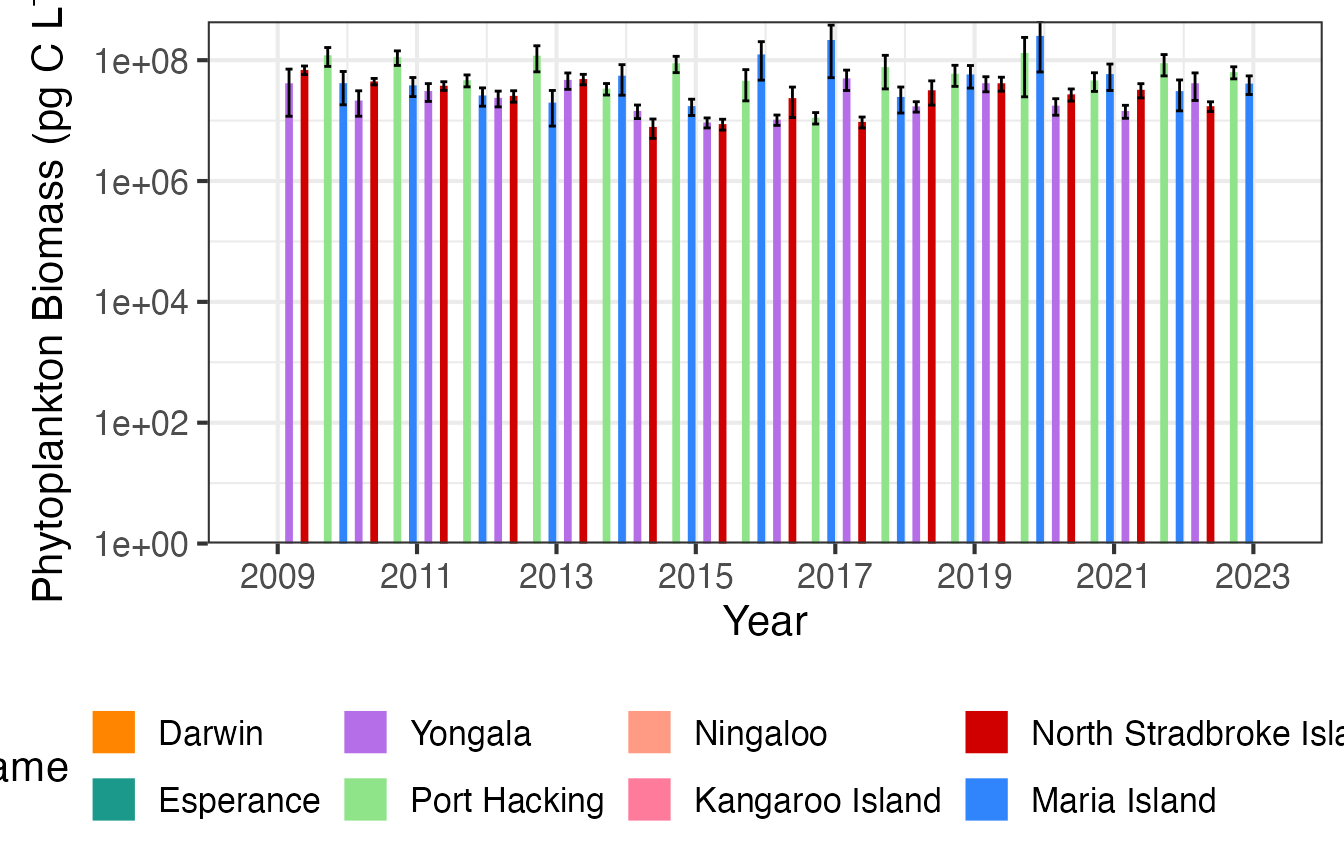 Phytoplankton Biomass (pg C L
1e+08
1e+06
1e+04
1e+02
1e+00
2009 2011 2013 2015 2017 2019 2021 2023
Year
ame
Darwin Yongala Ningaloo North Stradbroke Isla
Esperance Port Hacking Kangaroo Island Maria Island